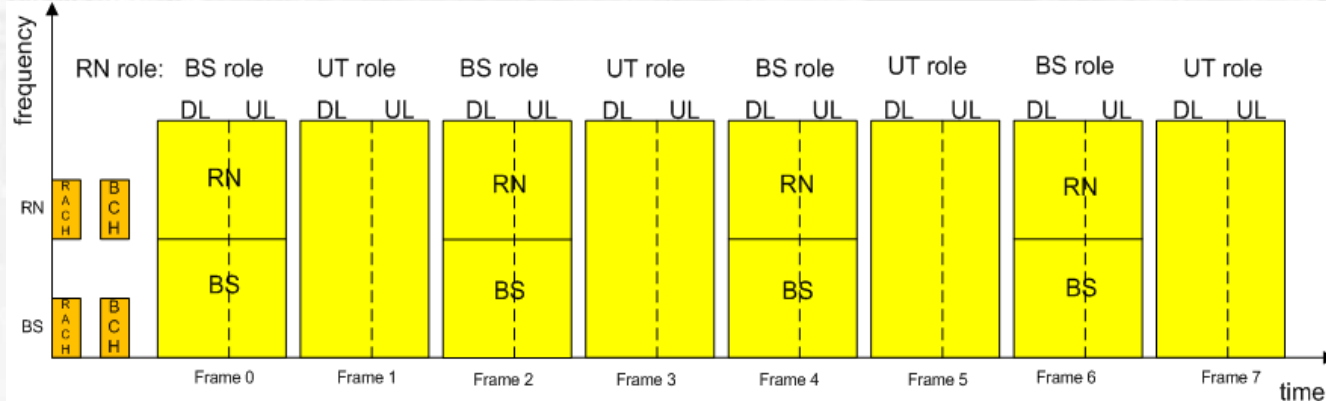 frequency
RN role: BS role UT role BS role UT role BS role UT role BS role UT role
DL UL DL UL DL UL DL UL DL UL DL UL DL UL DL UL
RN RN RN RN
RN RACH BCH
BS BS BS BS
BS RACH BCH
Frame 0 Frame 1 Frame 2 Frame 3 Frame 4 Frame 5 Frame 6 Frame 7
time